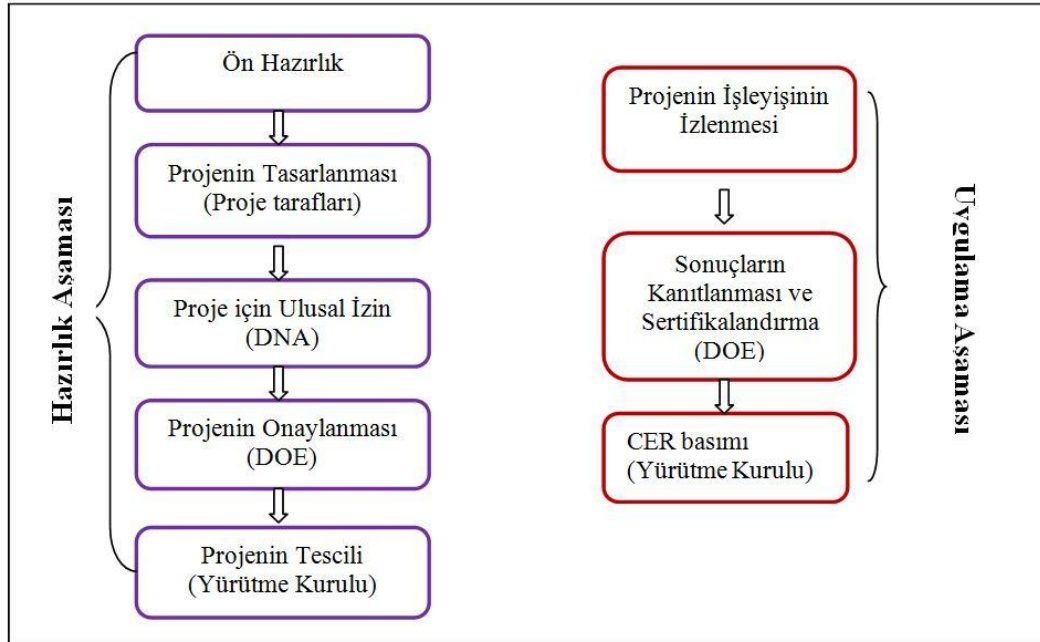 Hazırlık Aşaması
Ön Hazırlık
Projenin Tasarlanması
(Proje tarafları)
Proje için Ulusal İzin
(DNA)
Projenin Onaylanması
(DOE)
Projenin Tescili
(Yürütme Kurulu)
Projenin İşleyişinin
İzlenmesi
Sonuçların
Kanıtlanması ve
Sertifikalandırma
(DOE)
CER basımı
(Yürütme Kurulu)
Uygulama Aşaması